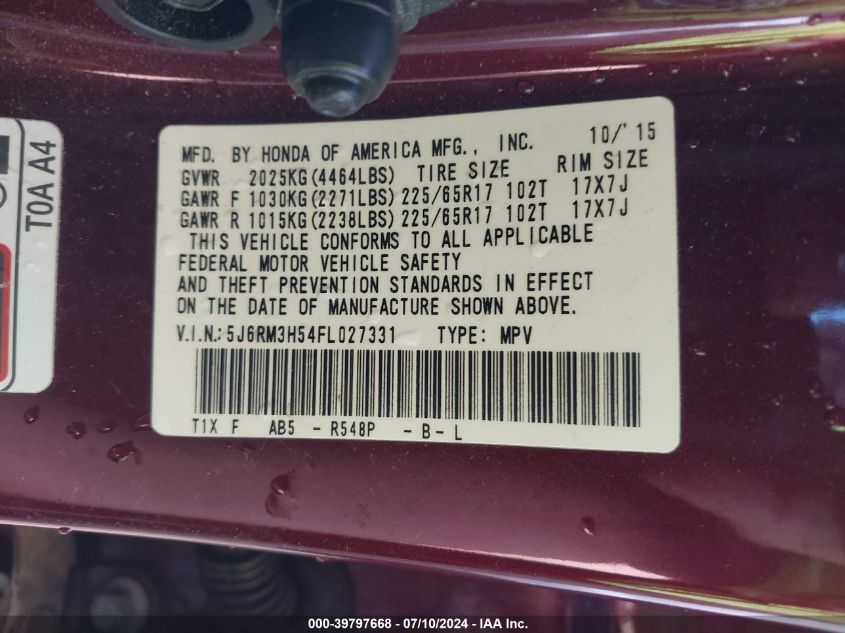 MFD. BY HONDA OF AMERICA MFG., INC. 10/'15
GVWR 2025KG(4464LBS) TIRE SIZE RIM SIZE
GAWR F 1030KG(2271LBS) 225/65R17 102T 17X7J
GAWR R 1015KG(2238LBS) 225/65R17 102T 17X7J
THIS VEHICLE CONFORMS TO ALL APPLICABLE
FEDERAL MOTOR VEHICLE SAFETY
AND THEFT PREVENTION STANDARDS IN EFFECT
ON THE DATE OF MANUFACTURE SHOWN ABOVE.
V.I.N.: 5J6RM3H54FL027331 TYPE: MPV
T1X F AB5 - R548P - B - L
T0A A4
000-39797668 - 07/10/2024 - IAA Inc.